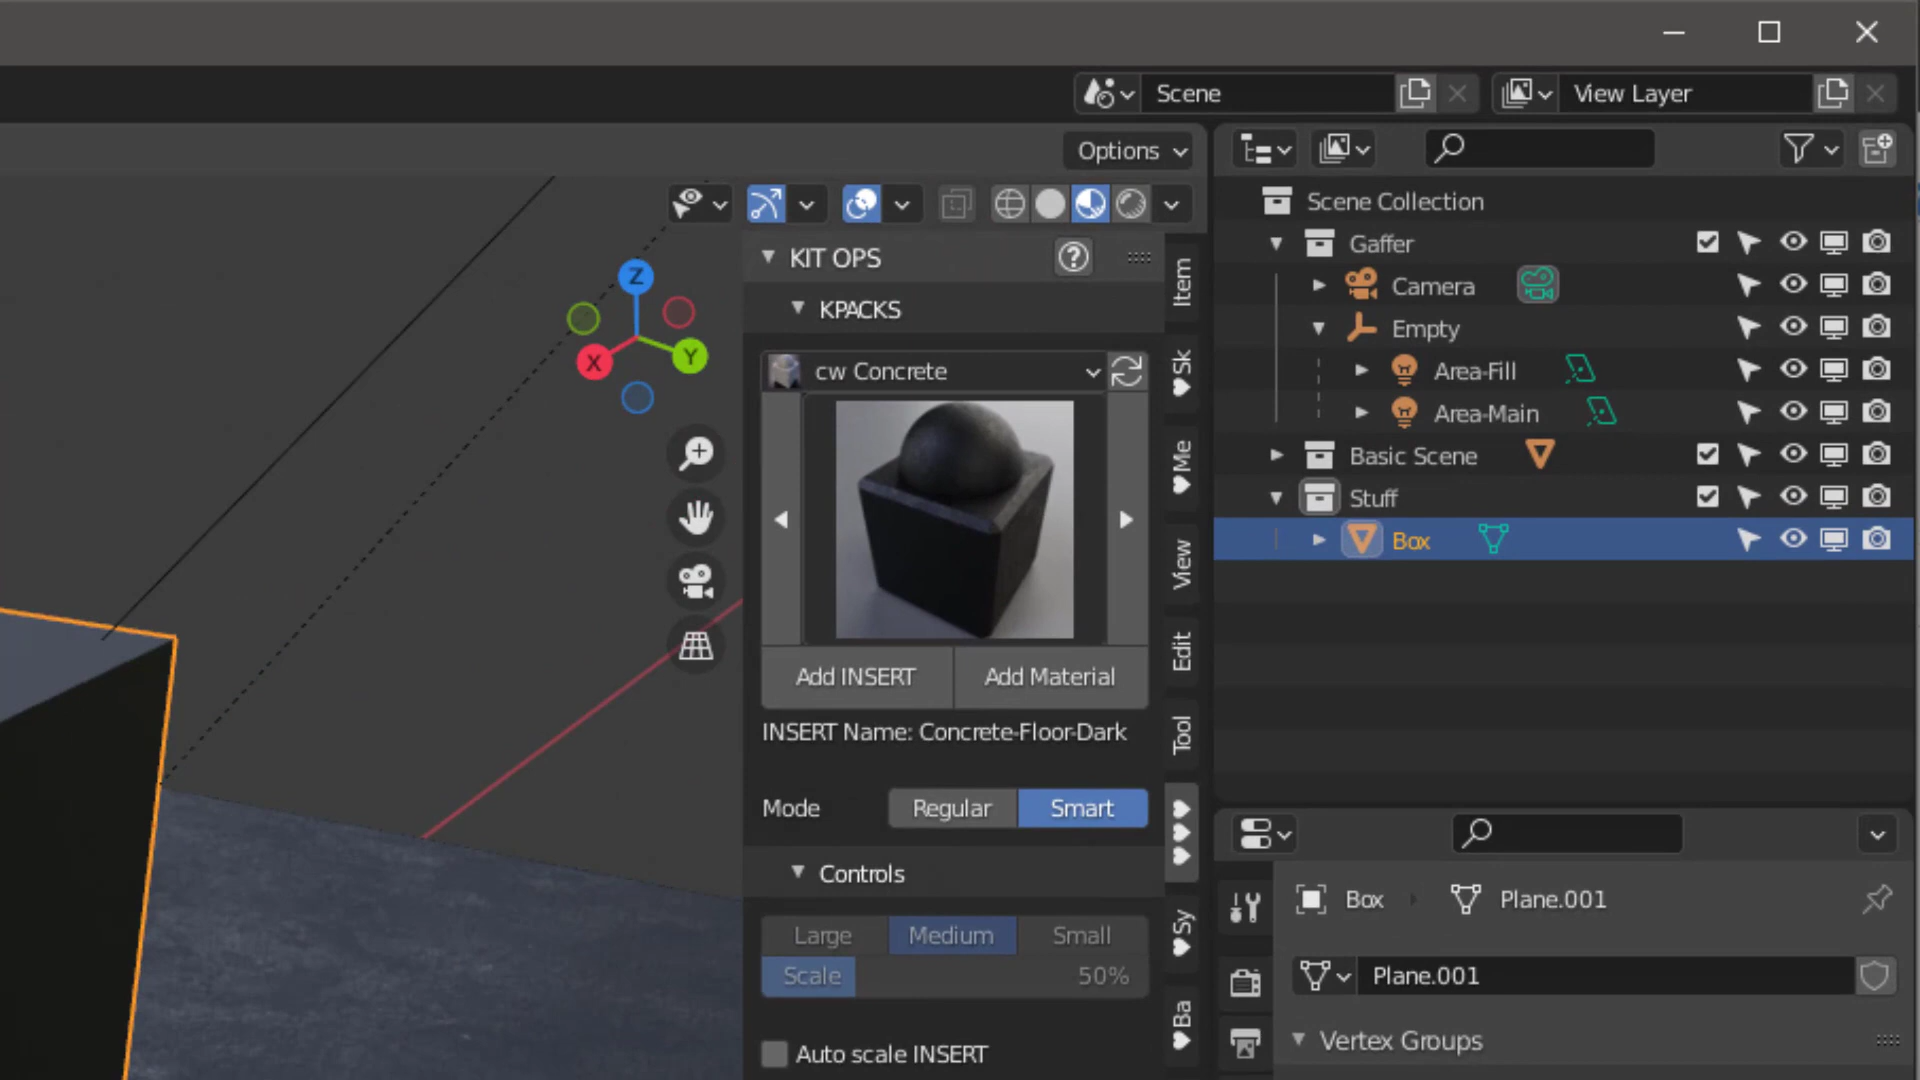 Scene
View Layer
Options
Scene Collection
Gaffer
Camera
Empty
Area-Fill
Area-Main
Basic Scene
Stuff
Box
Z
X
Y
KIT OPS
KPACKS
cw Concrete
Add INSERT
Add Material
INSERT Name: Concrete-Floor-Dark
Mode
Regular
Smart
Controls
Large
Medium
Small
Scale
50%
Auto scale INSERT
Item
♥Sk
♥Me
View
Edit
Tool
♥♥♥
♥Sy
♥Ba
Box
Plane.001
Plane.001
Vertex Groups